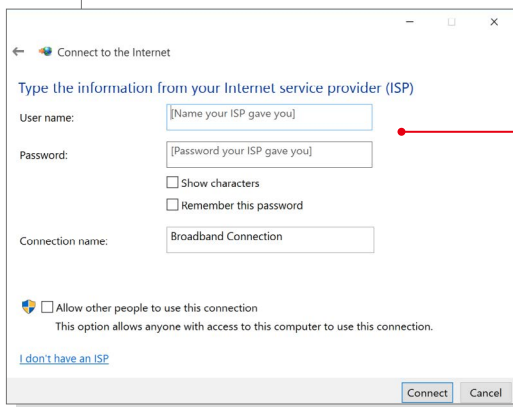 Connect to the Internet
Type the information from your Internet service provider (ISP)
User name:
[Name your ISP gave you]
Password:
[Password your ISP gave you]
Show characters
Remember this password
Connection name:
Broadband Connection
Allow other people to use this connection
This option allows anyone with access to this computer to use this connection.
I don't have an ISP
Connect
Cancel